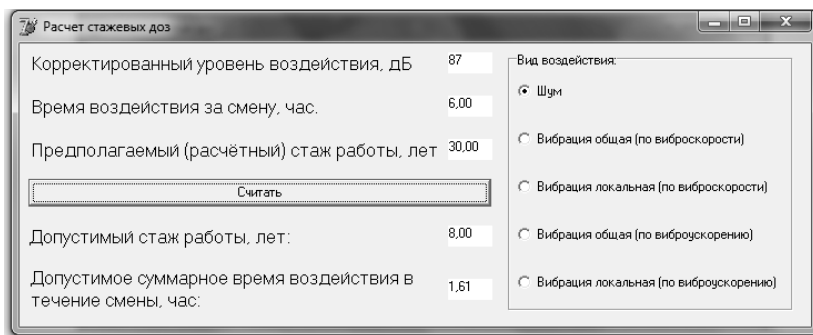 Расчет стажевых доз
Корректированный уровень воздействия, дБ 87
Время воздействия за смену, час. 6,00
Предполагаемый (расчётный) стаж работы, лет 30,00
Считать
Допустимый стаж работы, лет: 8,00
Допустимое суммарное время воздействия в
течение смены, час: 1,61
Вид воздействия:
Шум
Вибрация общая (по виброскорости)
Вибрация локальная (по виброскорости)
Вибрация общая (по виброускорению)
Вибрация локальная (по виброускорению)